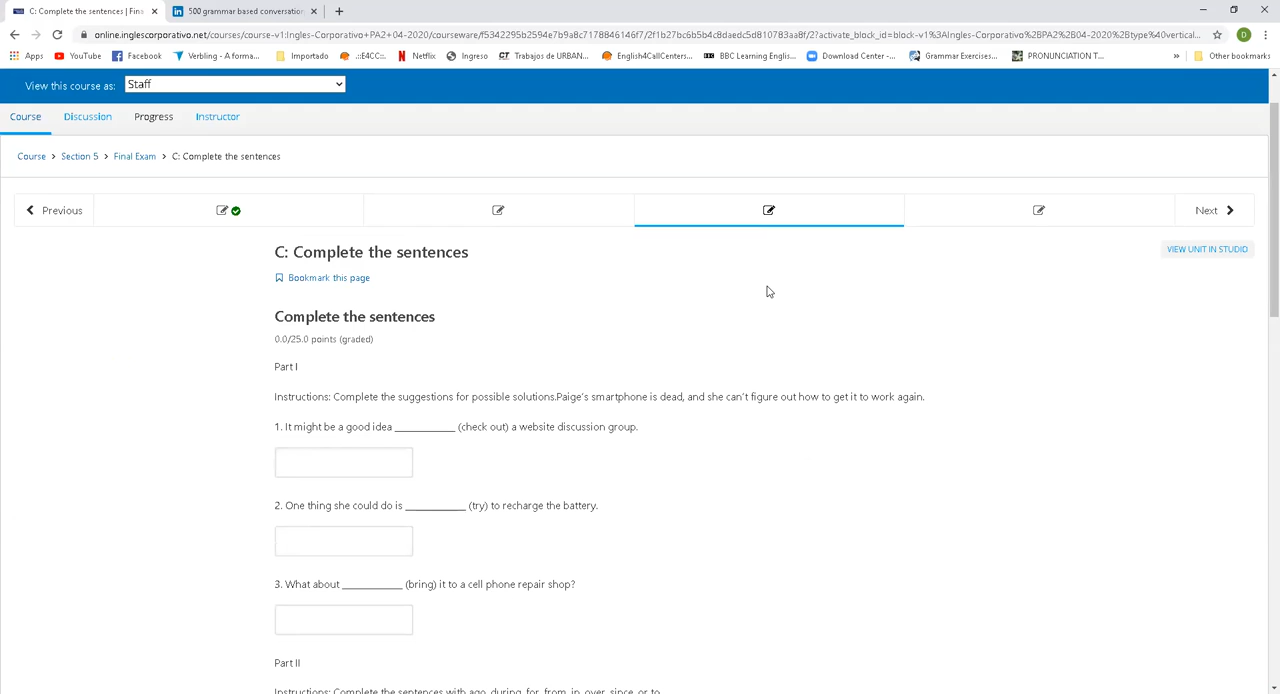 C: Complete the sentences | Fin
500 grammar based conversation
online.inglescorporativo.net/courses/course-v1:Ingles-Corporativo+PA2+04-2020/courseware/f5342295b2594e7b9a8c7178846146f7/2f1b27bc6b5b4c8daedc5d810783aa8f/2?activate_block_id=block-v1%3AIngles-Corporativo%2BPA2%2B04-2020%2Btype%40vertical...
D
Apps YouTube Facebook Verbling - A forma... Importado .::E4CC::. Netflix Ingreso Trabajos de URBAN... English4CallCenters... BBC Learning Englis... Download Center -... Grammar Exercises... PRONUNCIATION T... » Other bookmarks
View this course as: Staff
Course Discussion Progress Instructor
Course > Section 5 > Final Exam > C: Complete the sentences
Previous Next
C: Complete the sentences
VIEW UNIT IN STUDIO
Bookmark this page
Complete the sentences
0.0/25.0 points (graded)
Part I
Instructions: Complete the suggestions for possible solutions.Paige's smartphone is dead, and she can't figure out how to get it to work again.
1. It might be a good idea ___________ (check out) a website discussion group.
2. One thing she could do is ___________ (try) to recharge the battery.
3. What about ___________ (bring) it to a cell phone repair shop?
Part II
Instructions: Complete the sentences with ago, during, for, from, in, over, since, or to.